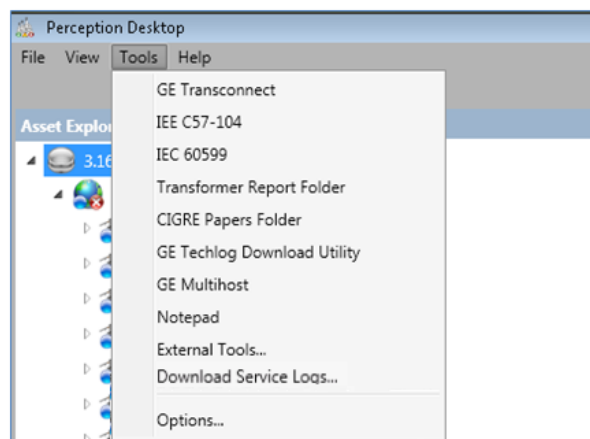 Perception Desktop
File View Tools Help
GE Transconnect
Asset Explor
IEE C57-104
IEC 60599
3.16
Transformer Report Folder
CIGRE Papers Folder
GE Techlog Download Utility
GE Multihost
Notepad
External Tools...
Download Service Logs...
Options...